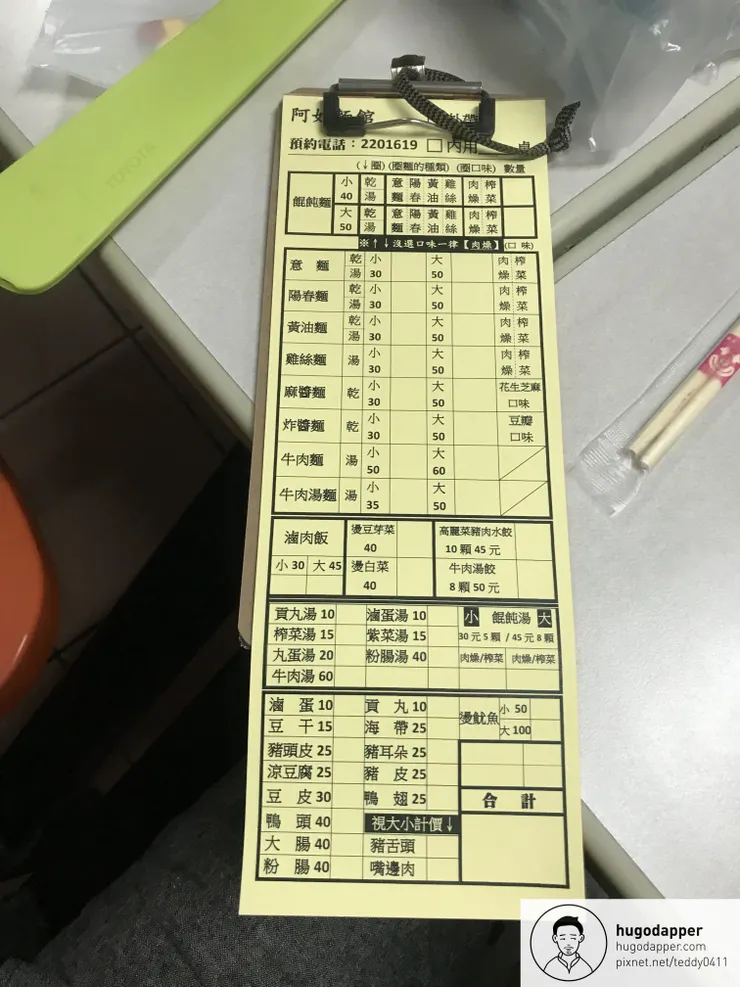 阿 麵館
預約電話：2201619 □內用 桌
(↓圈) (圈麵的種類) (圈口味) 數量
餛飩麵 小 40 乾 湯 意麵 陽春 黃油 雞絲 肉燥 榨菜
大 50 乾 湯 意麵 陽春 黃油 雞絲 肉燥 榨菜
※↑↓沒選口味一律【肉燥】(口味)
意 麵 乾 湯 小 30 大 50 肉燥 榨菜
陽春麵 乾 湯 小 30 大 50 肉燥 榨菜
黃油麵 乾 湯 小 30 大 50 肉燥 榨菜
雞絲麵 湯 小 30 大 50 肉燥 榨菜
麻醬麵 乾 小 30 大 50 花生芝麻 口味
炸醬麵 乾 小 30 大 50 豆瓣 口味
牛肉麵 湯 小 50 大 60
牛肉湯麵 湯 小 35 大 50
滷肉飯 燙豆芽菜 40 高麗菜豬肉水餃 10 顆 45 元
小 30 大 45 燙白菜 40 牛肉湯餃 8 顆 50 元
貢丸湯 10 滷蛋湯 10 小 餛飩湯 大
榨菜湯 15 紫菜湯 15 30 元 5 顆 / 45 元 8 顆
丸蛋湯 20 粉腸湯 40 肉燥/榨菜 肉燥/榨菜
牛肉湯 60
滷 蛋 10 貢 丸 10 燙魷魚 小 50
豆 干 15 海 帶 25 大 100
豬頭皮 25 豬耳朵 25
涼豆腐 25 豬 皮 25
豆 皮 30 鴨 翅 25 合 計
鴨 頭 40 視大小計價↓
大 腸 40 豬舌頭
粉 腸 40 嘴邊肉
hugodapper
hugodapper.com
pixnet.net/teddy0411